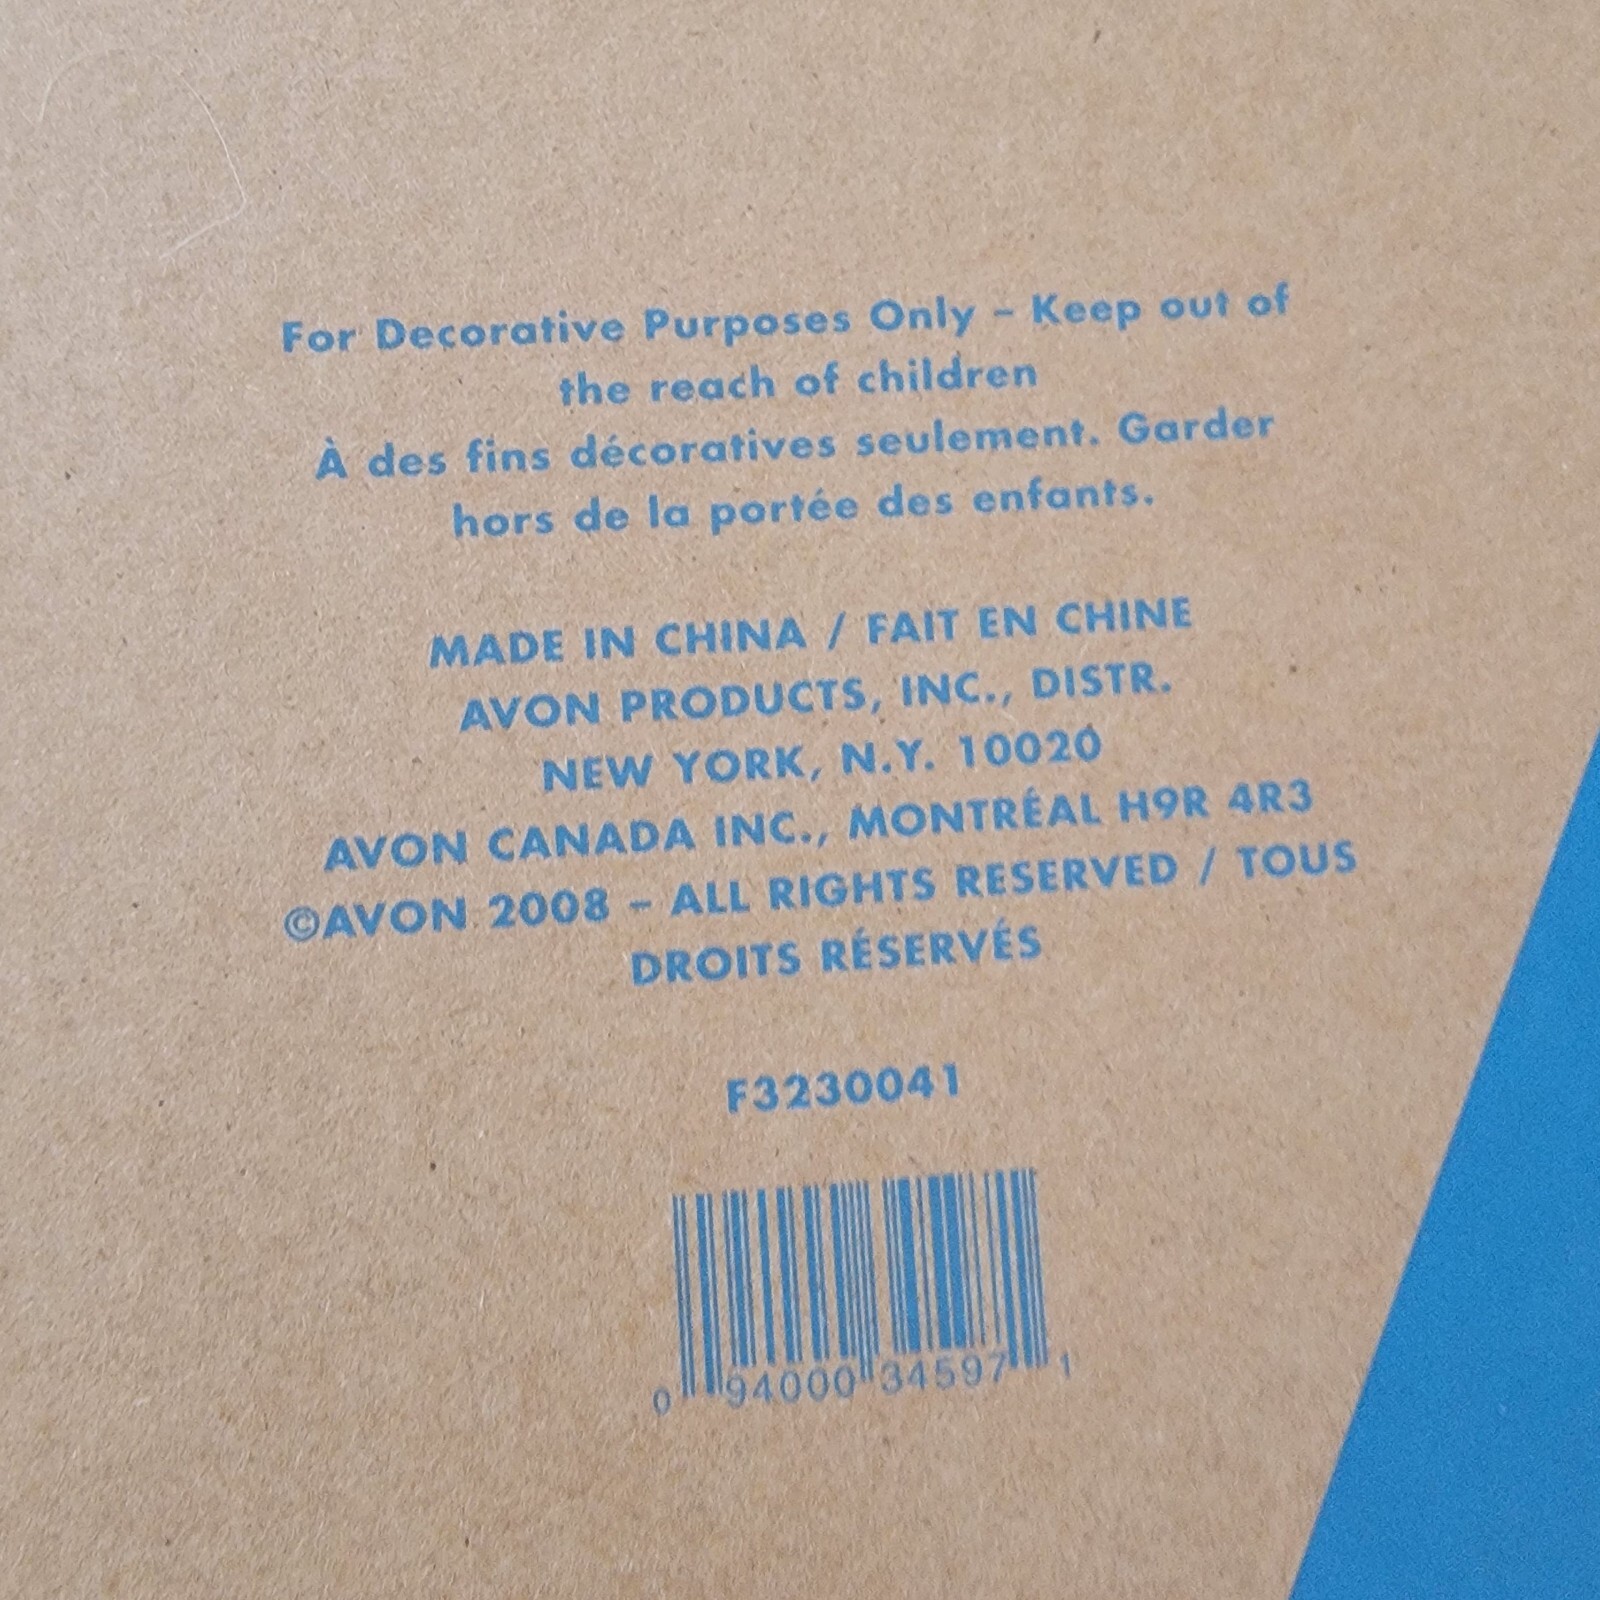 For Decorative Purposes Only – Keep out of
the reach of children
À des fins décoratives seulement. Garder
hors de la portée des enfants.
MADE IN CHINA / FAIT EN CHINE
AVON PRODUCTS, INC., DISTR.
NEW YORK, N.Y. 10020
AVON CANADA INC., MONTRÉAL H9R 4R3
©AVON 2008 – ALL RIGHTS RESERVED / TOUS
DROITS RÉSERVÉS
F3230041
0 94000 34597 1